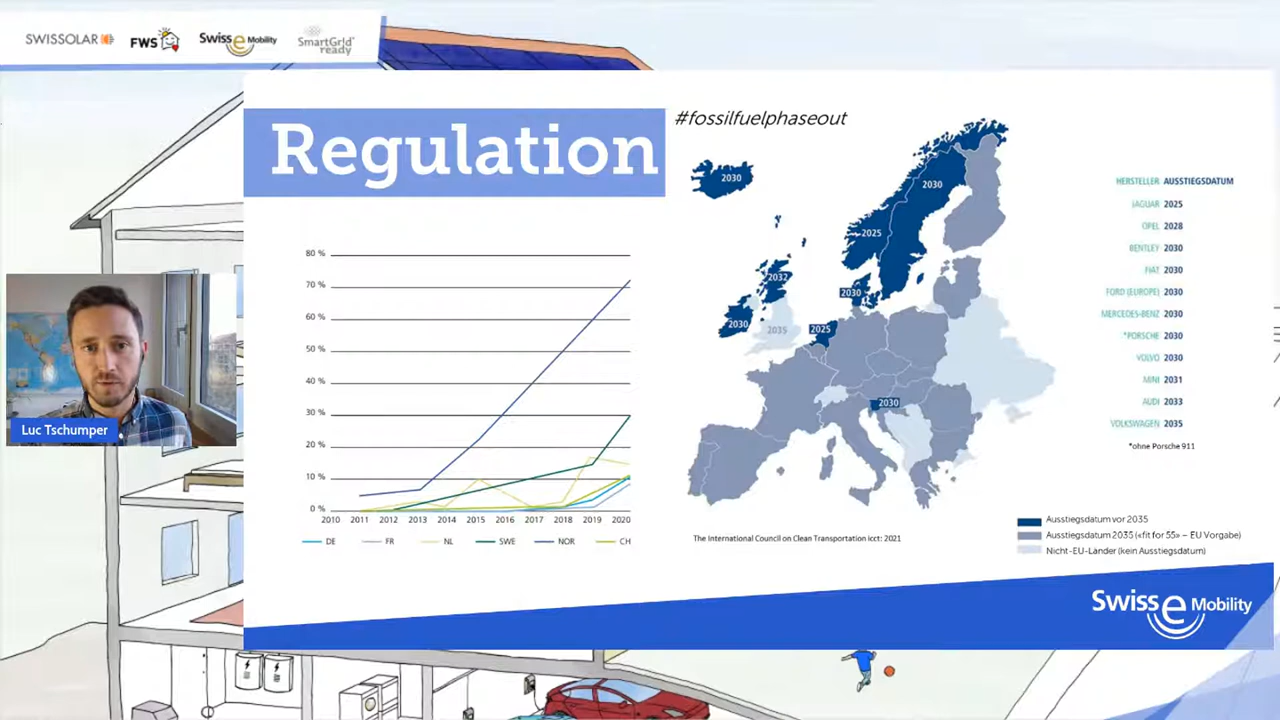 SWISSOLAR
FWS
Swiss e Mobility
SmartGrid ready
Regulation
#fossilfuelphaseout
80 %
70 %
60 %
50 %
40 %
30 %
20 %
10 %
0 %
2010 2011 2012 2013 2014 2015 2016 2017 2018 2019 2020
DE FR NL SWE NOR CH
2030
2030
2025
2032
2030
2030
2035
2025
2030
The International Council on Clean Transportation icct: 2021
HERSTELLER AUSSTIEGSDATUM
JAGUAR 2025
OPEL 2028
BENTLEY 2030
FIAT 2030
FORD (EUROPE) 2030
MERCEDES-BENZ 2030
*PORSCHE 2030
VOLVO 2030
MINI 2031
AUDI 2033
VOLKSWAGEN 2035
*ohne Porsche 911
Ausstiegsdatum vor 2035
Ausstiegsdatum 2035 («fit for 55» – EU Vorgabe)
Nicht-EU-Länder (kein Ausstiegsdatum)
Luc Tschumper
Swiss e Mobility